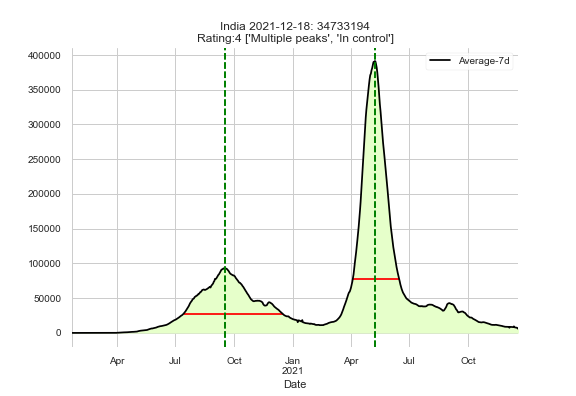 India 2021-12-18: 34733194
Rating:4 ['Multiple peaks', 'In control']
Average-7d
400000
350000
300000
250000
200000
150000
100000
50000
0
Apr Jul Oct Jan Apr Jul Oct
2021
Date